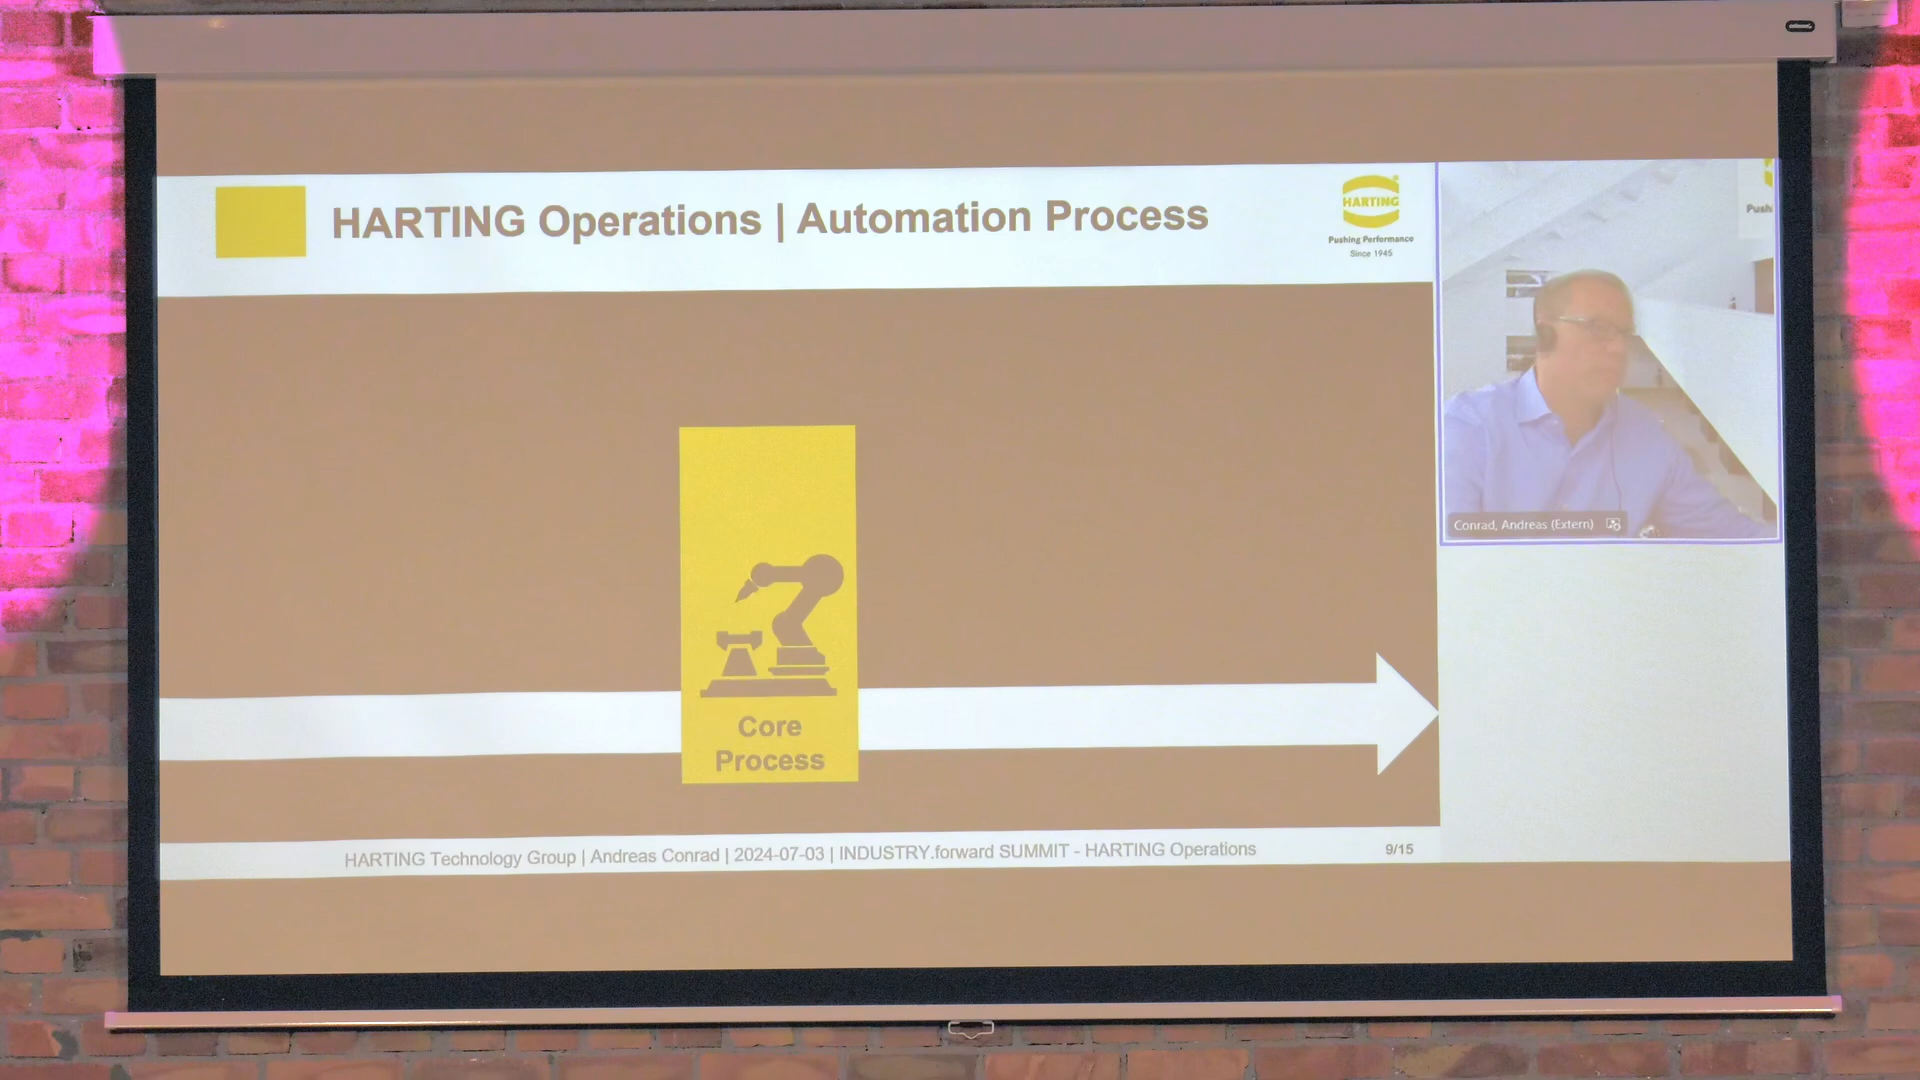 HARTING Operations | Automation Process
HARTING
Pushing Performance
Since 1945
Push
Conrad, Andreas (Extern)
Core
Process
HARTING Technology Group | Andreas Conrad | 2024-07-03 | INDUSTRY.forward SUMMIT - HARTING Operations
9/15